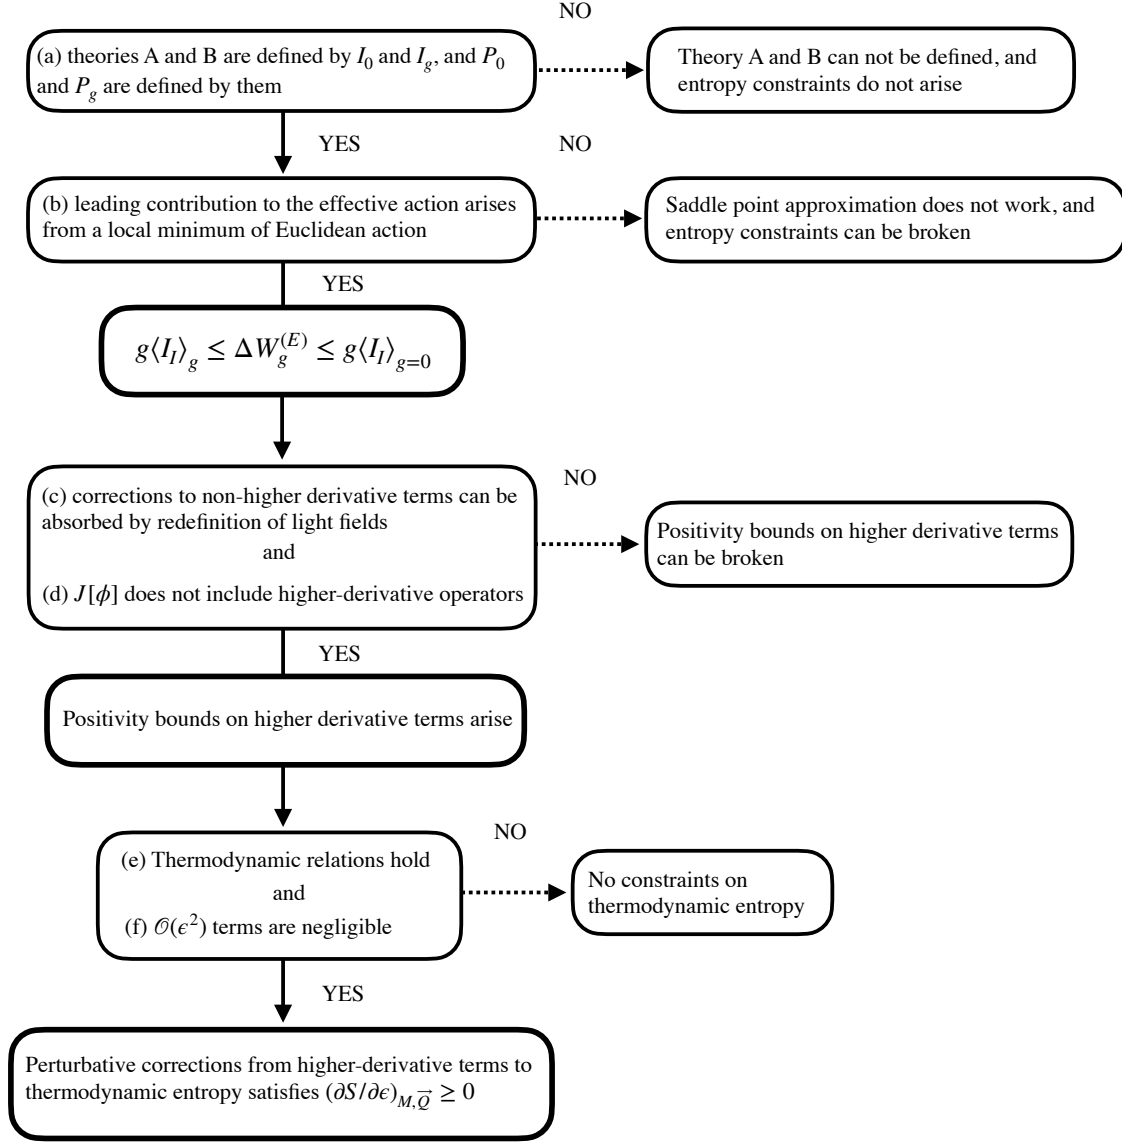 NO
(a) theories A and B are defined by I₀ and I_g, and P₀
and P_g are defined by them
Theory A and B can not be defined, and
entropy constraints do not arise
YES
NO
(b) leading contribution to the effective action arises
from a local minimum of Euclidean action
Saddle point approximation does not work, and
entropy constraints can be broken
YES
g⟨I_I⟩_g ≤ ΔW_g^(E) ≤ g⟨I_I⟩_{g=0}
NO
(c) corrections to non-higher derivative terms can be
absorbed by redefinition of light fields
and
(d) J[ϕ] does not include higher-derivative operators
Positivity bounds on higher derivative terms
can be broken
YES
Positivity bounds on higher derivative terms arise
NO
(e) Thermodynamic relations hold
and
(f) 𝒪(ϵ²) terms are negligible
No constraints on
thermodynamic entropy
YES
Perturbative corrections from higher-derivative terms to
thermodynamic entropy satisfies (∂S/∂ϵ)_{M,Q⃗} ≥ 0